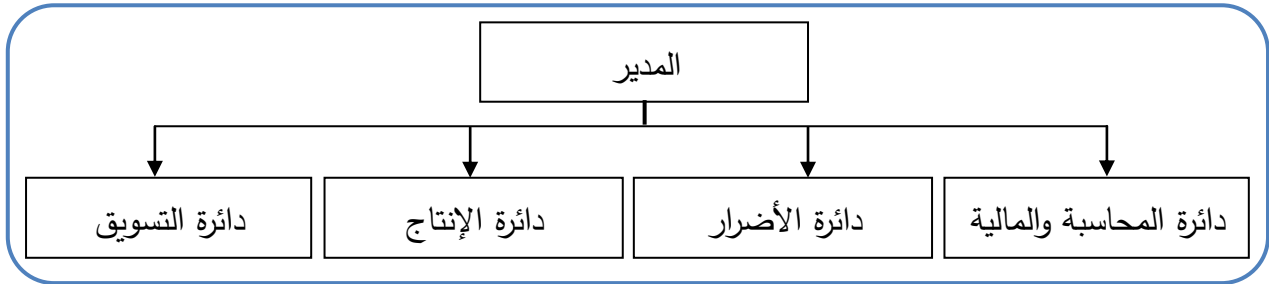 المدير
دائرة المحاسبة والمالية
دائرة الأضرار
دائرة الإنتاج
دائرة التسويق